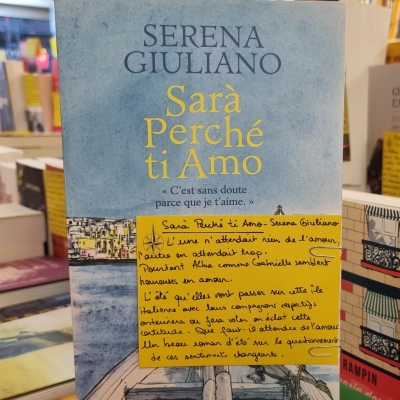 SERENA
GIULIANO
Sarà
Perché
ti Amo
« C'est sans doute
parce que je t'aime. »
Sarà Perché ti Amo - Serena Giuliano
L'une n'attendait rien de l'amour,
l'autre en attendait trop.
Pourtant Alba comme Gabrielle semblent
heureuses en amour.
L'été qu'elles vont passer sur cette île
italienne avec leurs compagnons respectifs
fera voler en éclat cette
certitude. Que faut-il attendre de l'amour
Un beau roman d'été sur le questionnement
de ces sentiments changeants.
RAMPIN